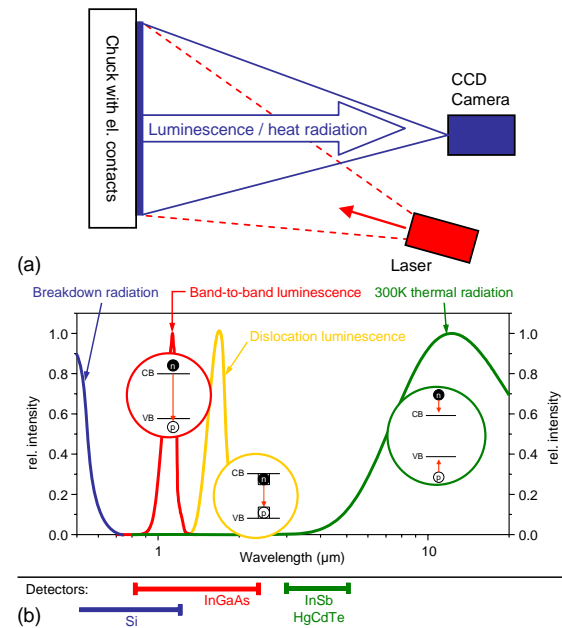 Chuck with el. contacts
CCD
Camera
Luminescence / heat radiation
Laser
(a)
Breakdown radiation
Band-to-band luminescence
300K thermal radiation
Dislocation luminescence
1.0
0.8
0.6
0.4
0.2
0.0
rel. intensity
CB
n
VB
p
CB
n
VB
p
n
CB
VB
p
1.0
0.8
0.6
0.4
0.2
0.0
rel. intensity
1
10
Wavelength (µm)
Detectors:
InGaAs
InSb
HgCdTe
Si
(b)